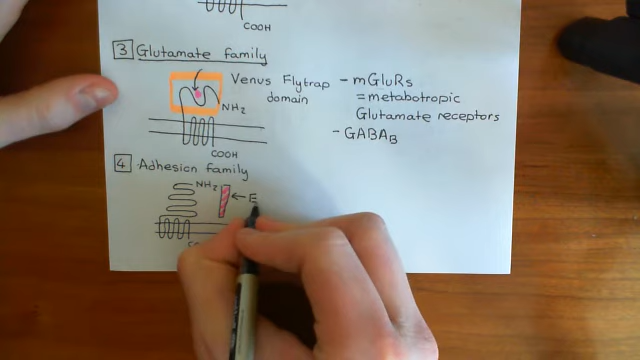 COOH
3 Glutamate family
Venus Flytrap
domain
NH2
COOH
- mGluRs
= metabotropic
Glutamate receptors
- GABAB
4 Adhesion family
NH2
← E